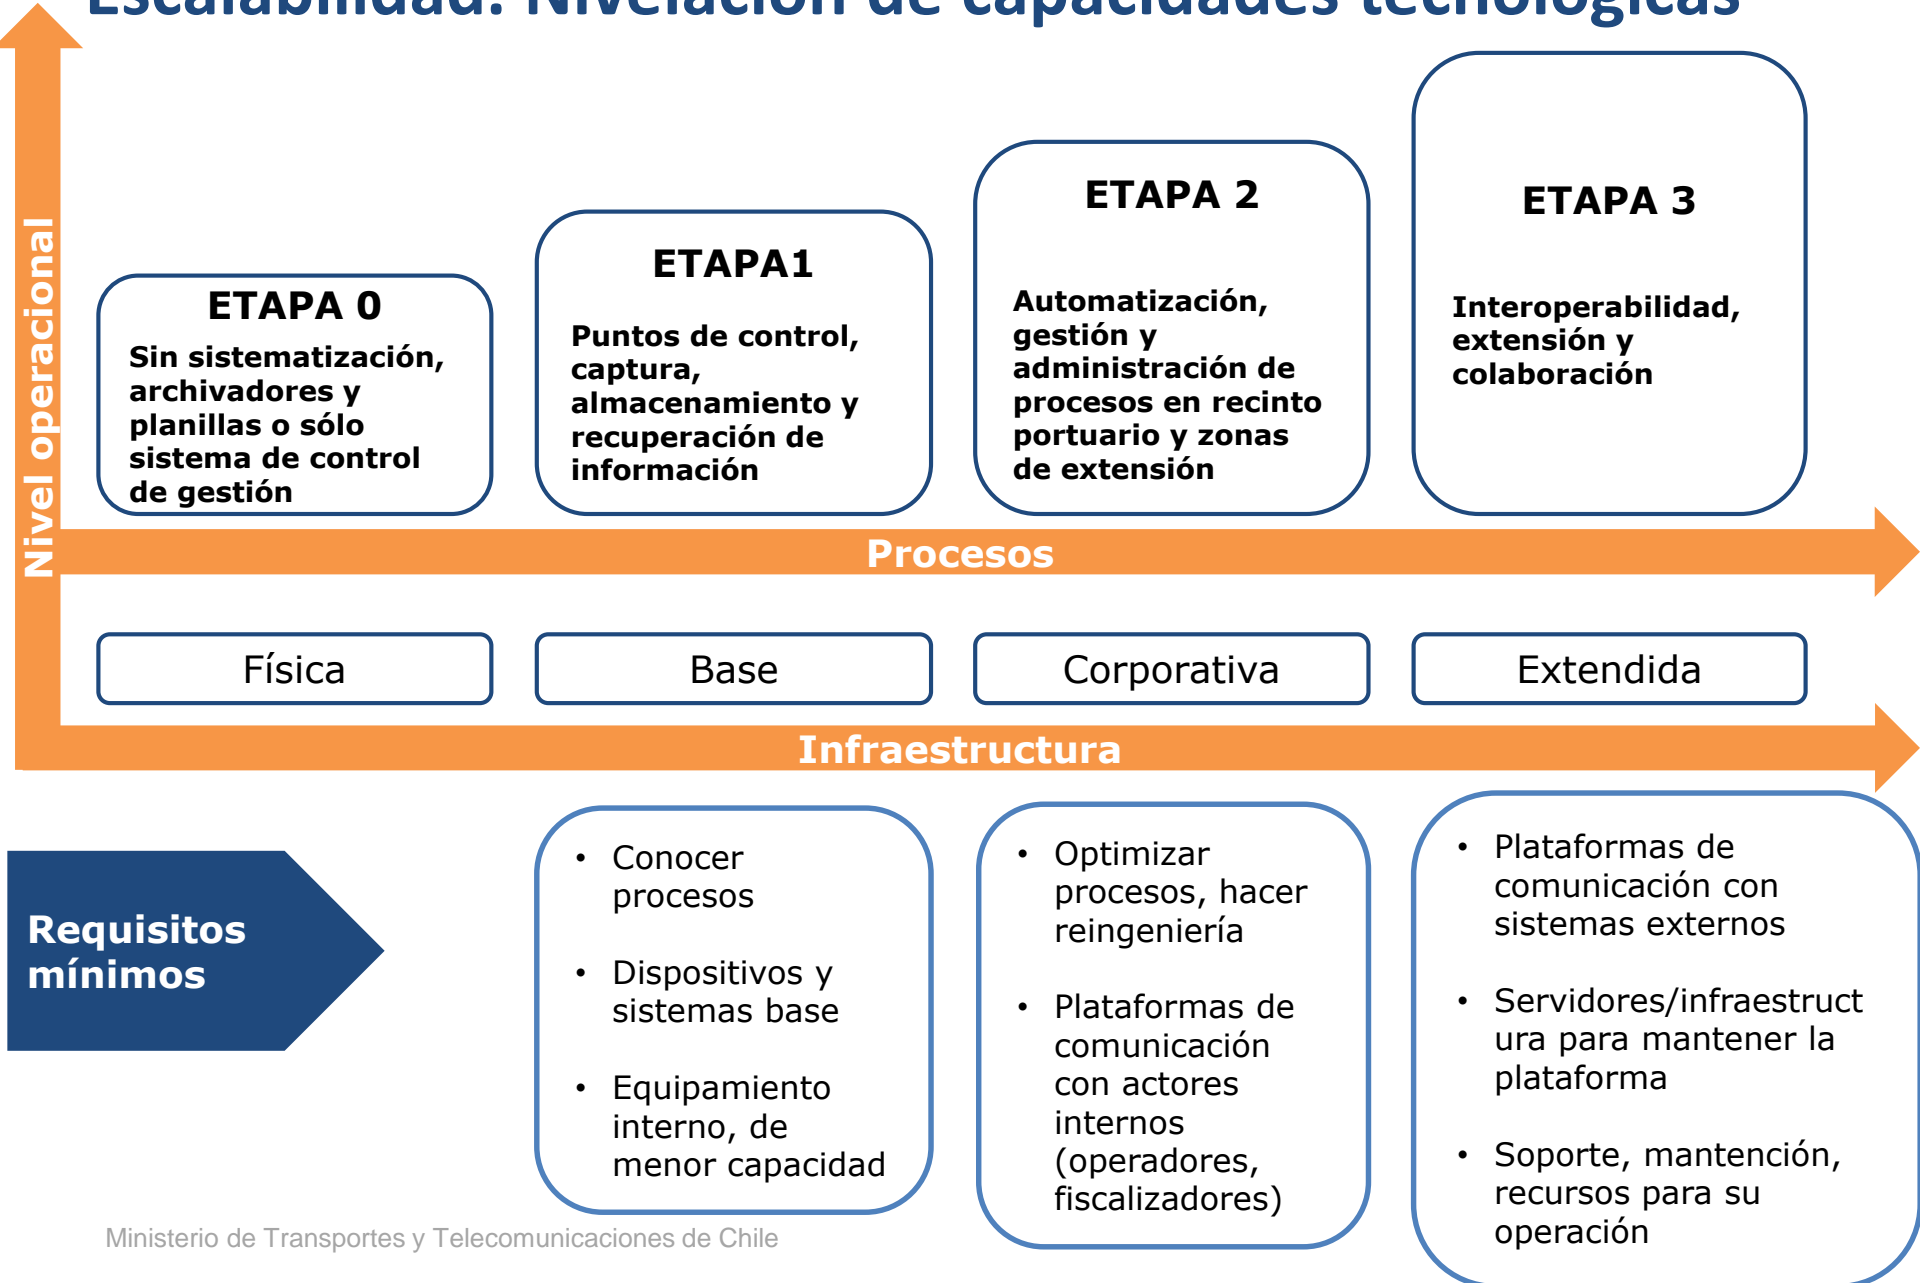 Escalabilidad: Nivelación de capacidades tecnológicas
Nivel operacional
ETAPA 0
Sin sistematización,
archivadores y
planillas o sólo
sistema de control
de gestión
ETAPA1
Puntos de control,
captura,
almacenamiento y
recuperación de
información
ETAPA 2
Automatización,
gestión y
administración de
procesos en recinto
portuario y zonas
de extensión
ETAPA 3
Interoperabilidad,
extensión y
colaboración
Procesos
Física
Base
Corporativa
Extendida
Infraestructura
Requisitos
mínimos
• Conocer
procesos
• Dispositivos y
sistemas base
• Equipamiento
interno, de
menor capacidad
• Optimizar
procesos, hacer
reingeniería
• Plataformas de
comunicación
con actores
internos
(operadores,
fiscalizadores)
• Plataformas de
comunicación con
sistemas externos
• Servidores/infraestruct
ura para mantener la
plataforma
• Soporte, mantención,
recursos para su
operación
Ministerio de Transportes y Telecomunicaciones de Chile